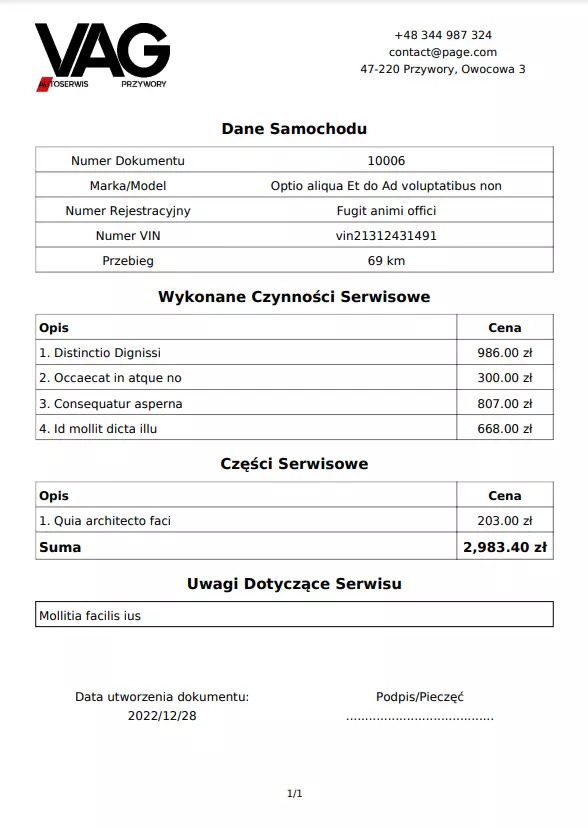 VAG
AUTOSERWIS PRZYWORY
+48 344 987 324
contact@page.com
47-220 Przywory, Owocowa 3
Dane Samochodu
Numer Dokumentu 10006
Marka/Model Optio aliqua Et do Ad voluptatibus non
Numer Rejestracyjny Fugit animi offici
Numer VIN vin21312431491
Przebieg 69 km
Wykonane Czynności Serwisowe
Opis Cena
1. Distinctio Dignissi 986.00 zł
2. Occaecat in atque no 300.00 zł
3. Consequatur asperna 807.00 zł
4. Id mollit dicta illu 668.00 zł
Części Serwisowe
Opis Cena
1. Quia architecto faci 203.00 zł
Suma 2,983.40 zł
Uwagi Dotyczące Serwisu
Mollitia facilis ius
Data utworzenia dokumentu: Podpis/Pieczęć
2022/12/28 .......................................
1/1